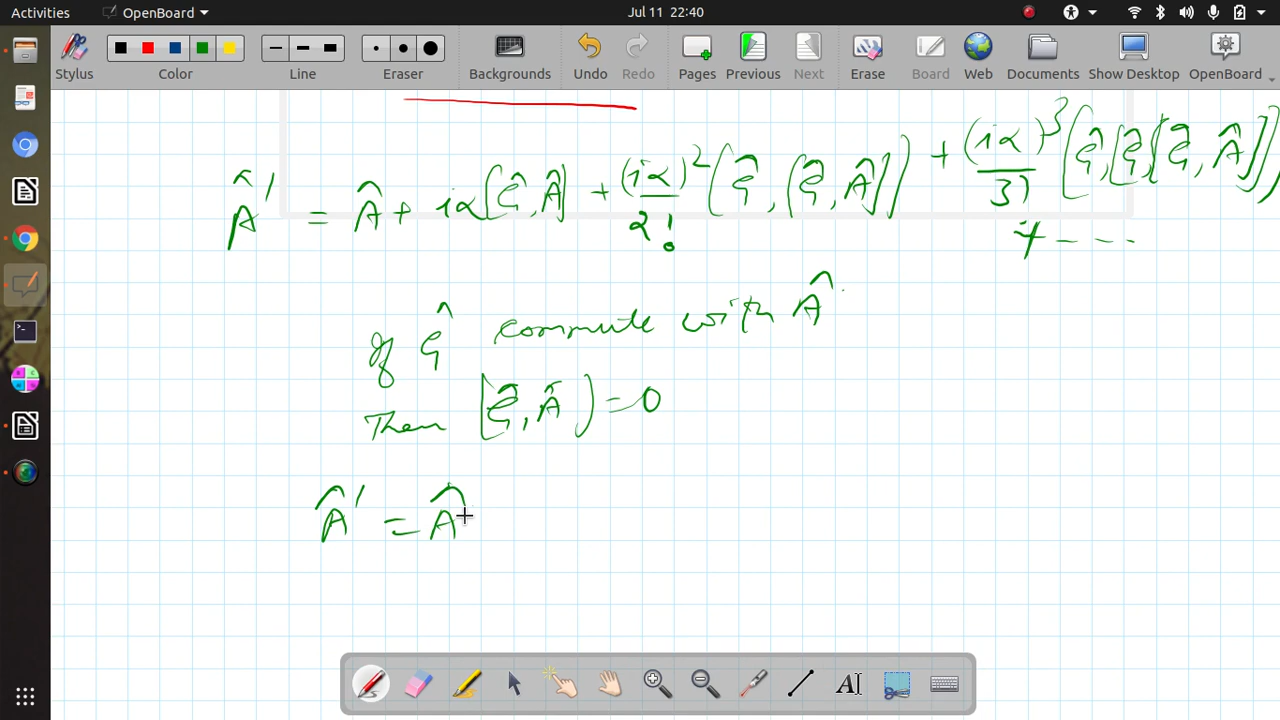 Activities OpenBoard Jul 11 22:40
Stylus Color Line Eraser Backgrounds Undo Redo Pages Previous Next Erase Board Web Documents Show Desktop OpenBoard
Â' = Â + iα[Ĝ, Â] + (iα)²/2! [Ĝ, [Ĝ, Â]] + (iα)³/3! [Ĝ, [Ĝ, [Ĝ, Â]]]
+ ----
If Ĝ commute with Â.
Then [Ĝ, Â] = 0
Â' = Â